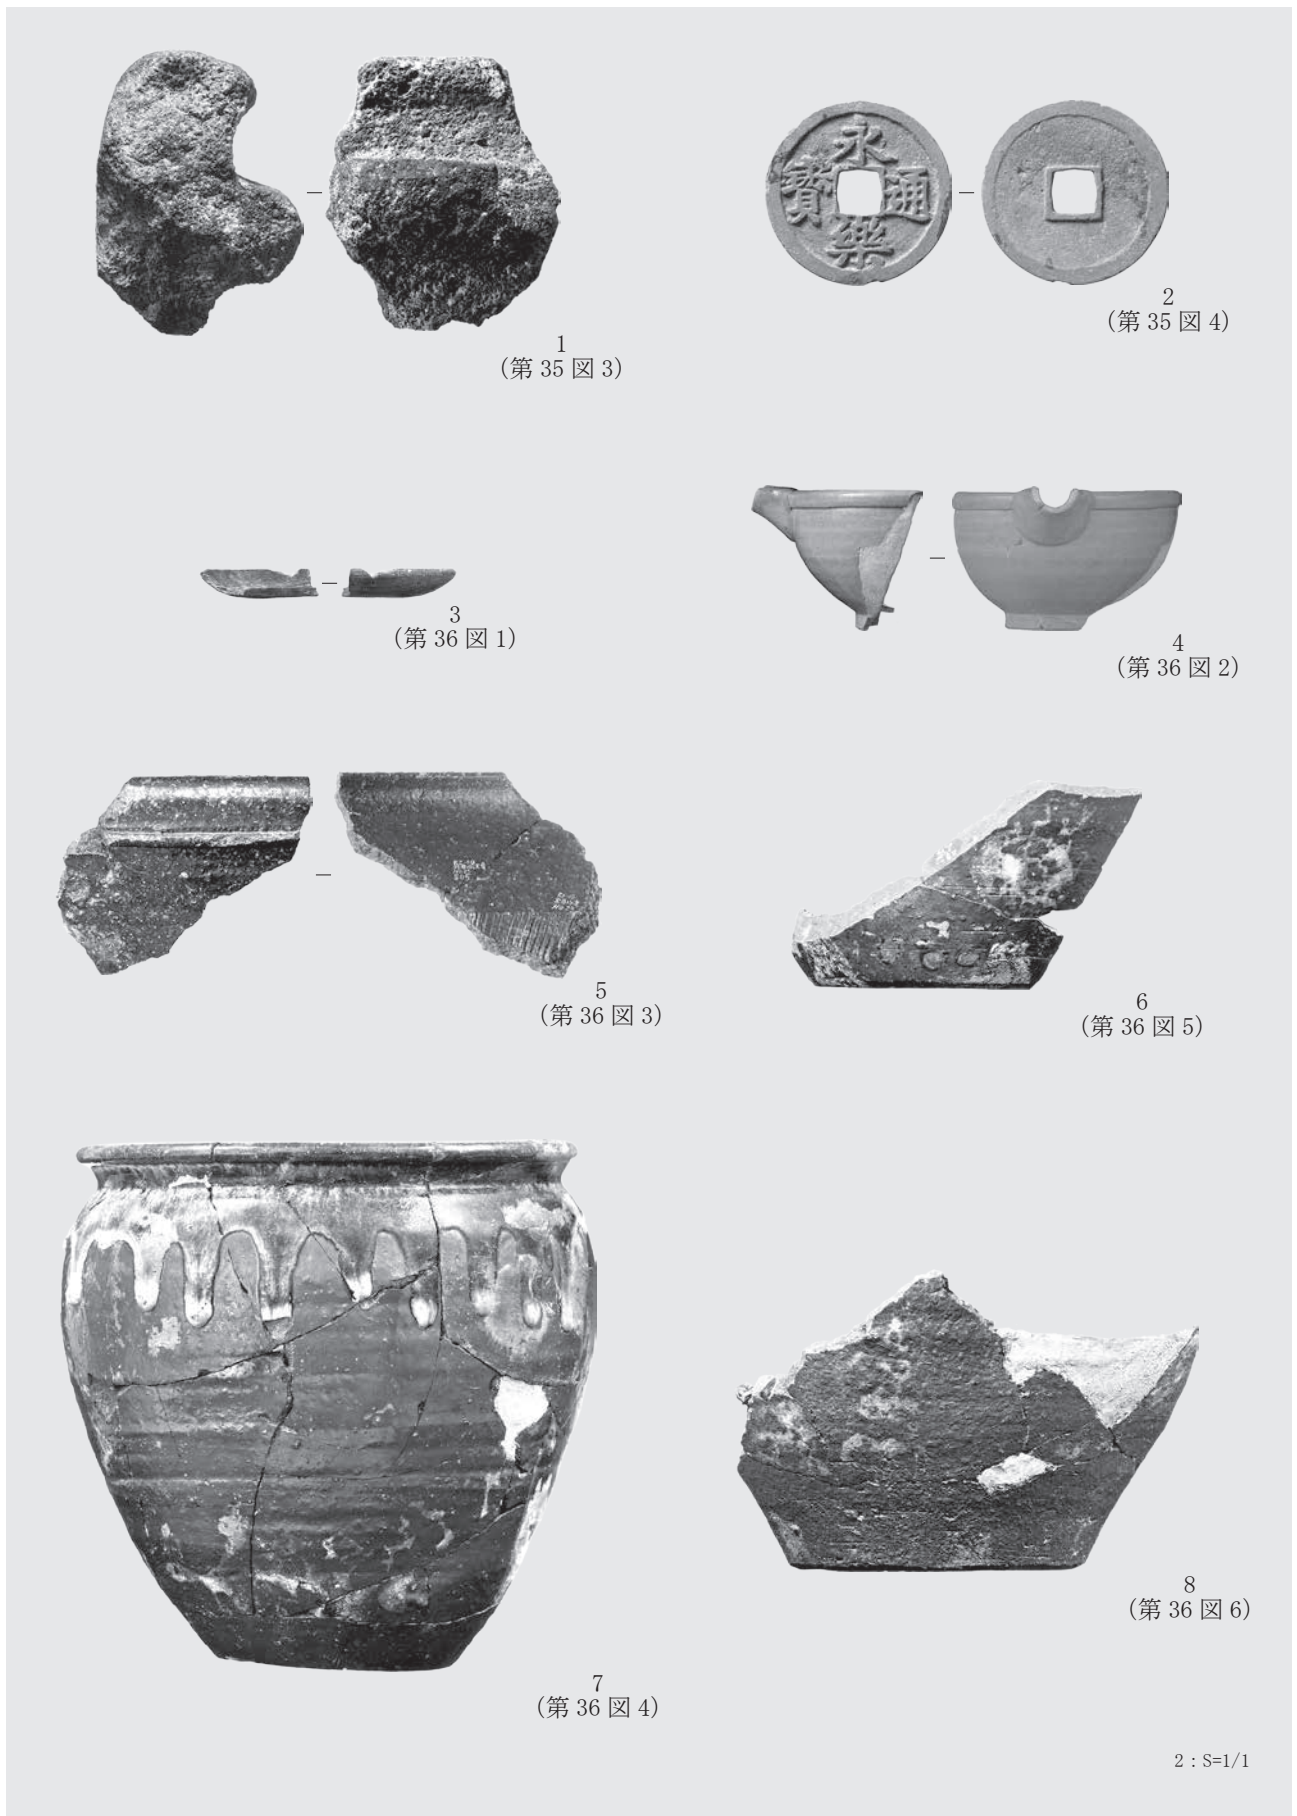 永
寳 通
樂
1
（第 35 図 3）
2
（第 35 図 4）
3
（第 36 図 1）
4
（第 36 図 2）
5
（第 36 図 3）
6
（第 36 図 5）
7
（第 36 図 4）
8
（第 36 図 6）
2：S=1/1